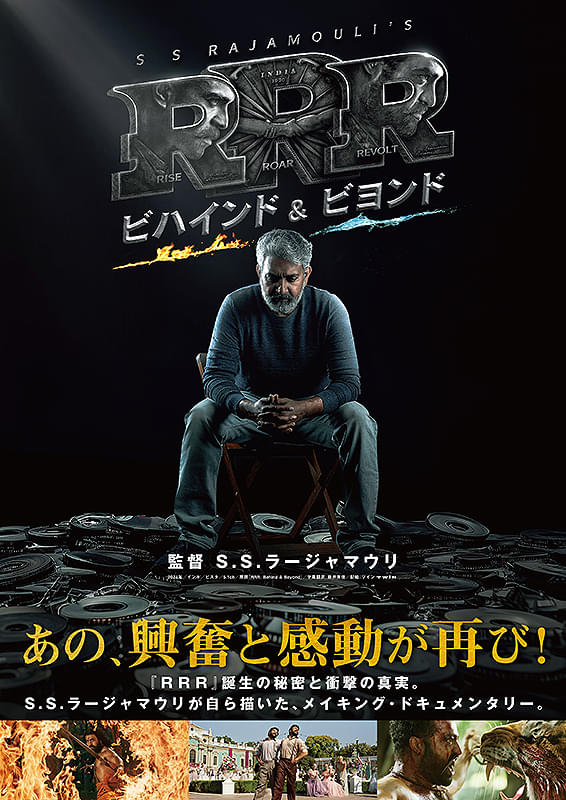 S S RAJAMOULI'S
RRR
INDIA
1920
RISE
ROAR
REVOLT
ビハインド & ビヨンド
監督 S.S.ラージャマウリ
あの、興奮と感動が再び!
『RRR』誕生の秘密と衝撃の真実。
S.S.ラージャマウリが自ら描いた、メイキング・ドキュメンタリー。